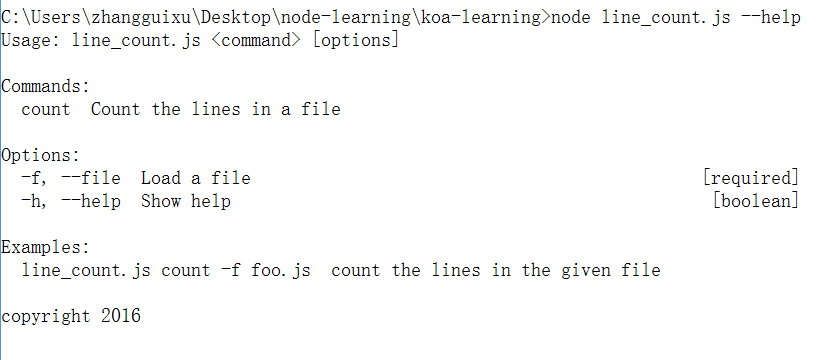 C:\Users\zhangguixu\Desktop\node-learning\koa-learning>node line_count.js --help
Usage: line_count.js <command> [options]
Commands:
count  Count the lines in a file
Options:
-f, --file  Load a file [required]
-h, --help  Show help [boolean]
Examples:
line_count.js count -f foo.js  count the lines in the given file
copyright 2016